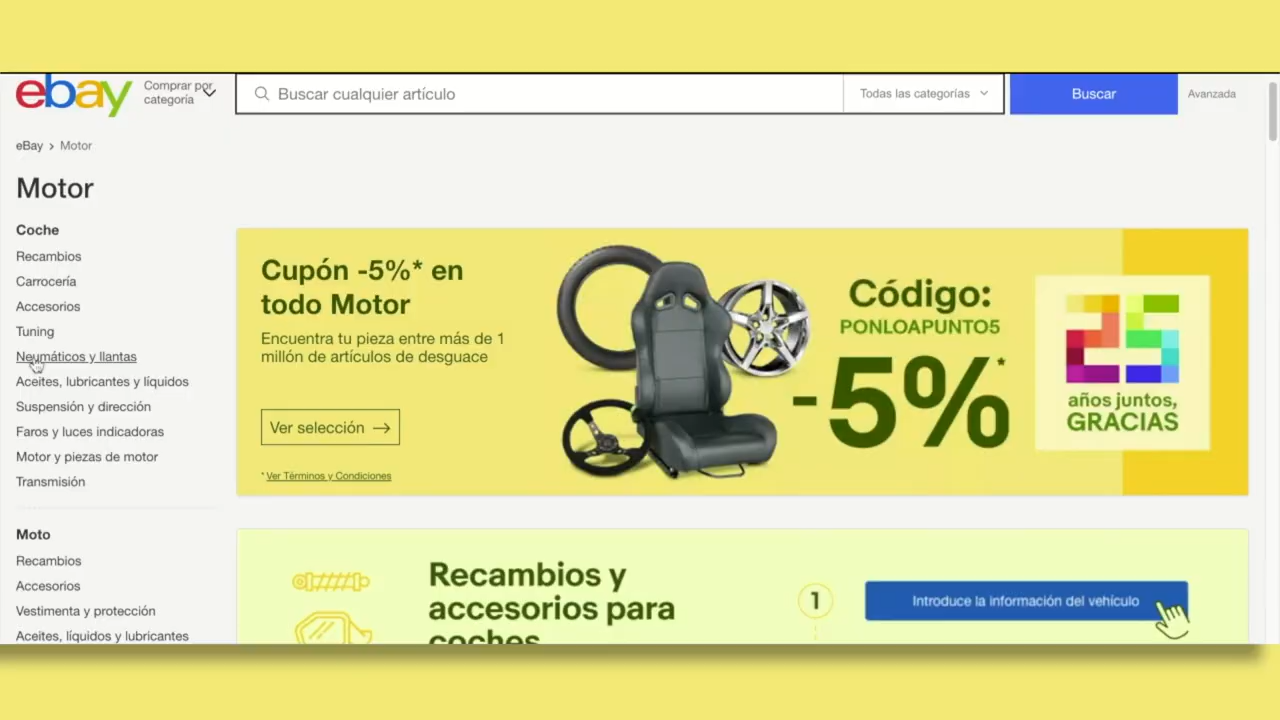 ebay
Comprar por
categoría
Buscar cualquier artículo
Todas las categorías
Buscar
Avanzada
eBay > Motor
Motor
Coche
Recambios
Carrocería
Accesorios
Tuning
Neumáticos y llantas
Aceites, lubricantes y líquidos
Suspensión y dirección
Faros y luces indicadoras
Motor y piezas de motor
Transmisión
Moto
Recambios
Accesorios
Vestimenta y protección
Aceites, líquidos y lubricantes
Cupón -5%* en
todo Motor
Encuentra tu pieza entre más de 1
millón de artículos de desguace
Ver selección →
* Ver Términos y Condiciones
Código:
PONLOAPUNTO5
-5%*
25
años juntos,
GRACIAS
Recambios y
accesorios para
coches
1
Introduce la información del vehículo